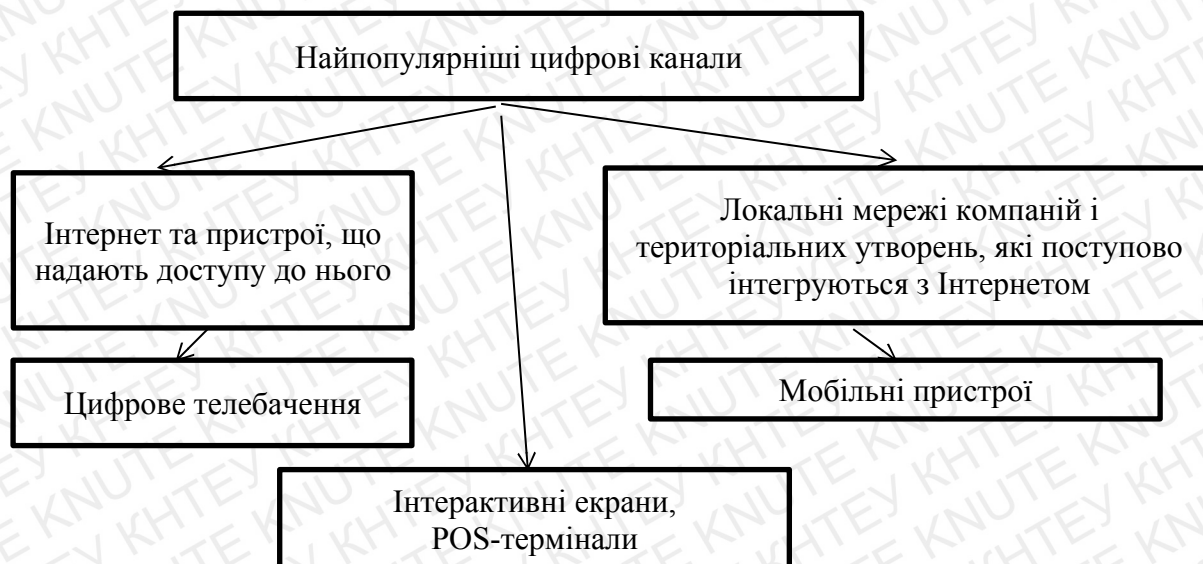 Найпопулярніші цифрові канали
Інтернет та пристрої, що
надають доступу до нього
Локальні мережі компаній і
територіальних утворень, які поступово
інтегруються з Інтернетом
Цифрове телебачення
Мобільні пристрої
Інтерактивні екрани,
POS-термінали